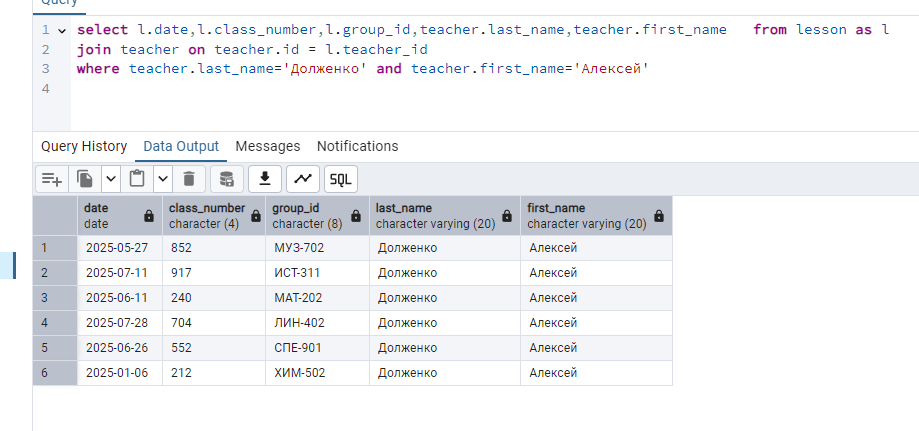 Query
1 select l.date,l.class_number,l.group_id,teacher.last_name,teacher.first_name from lesson as l
2 join teacher on teacher.id = l.teacher_id
3 where teacher.last_name='Долженко' and teacher.first_name='Алексей'
4
Query History Data Output Messages Notifications
SQL
date class_number group_id last_name first_name
date character (4) character (8) character varying (20) character varying (20)
1 2025-05-27 852 МУЗ-702 Долженко Алексей
2 2025-07-11 917 ИСТ-311 Долженко Алексей
3 2025-06-11 240 МАТ-202 Долженко Алексей
4 2025-07-28 704 ЛИН-402 Долженко Алексей
5 2025-06-26 552 СПЕ-901 Долженко Алексей
6 2025-01-06 212 ХИМ-502 Долженко Алексей